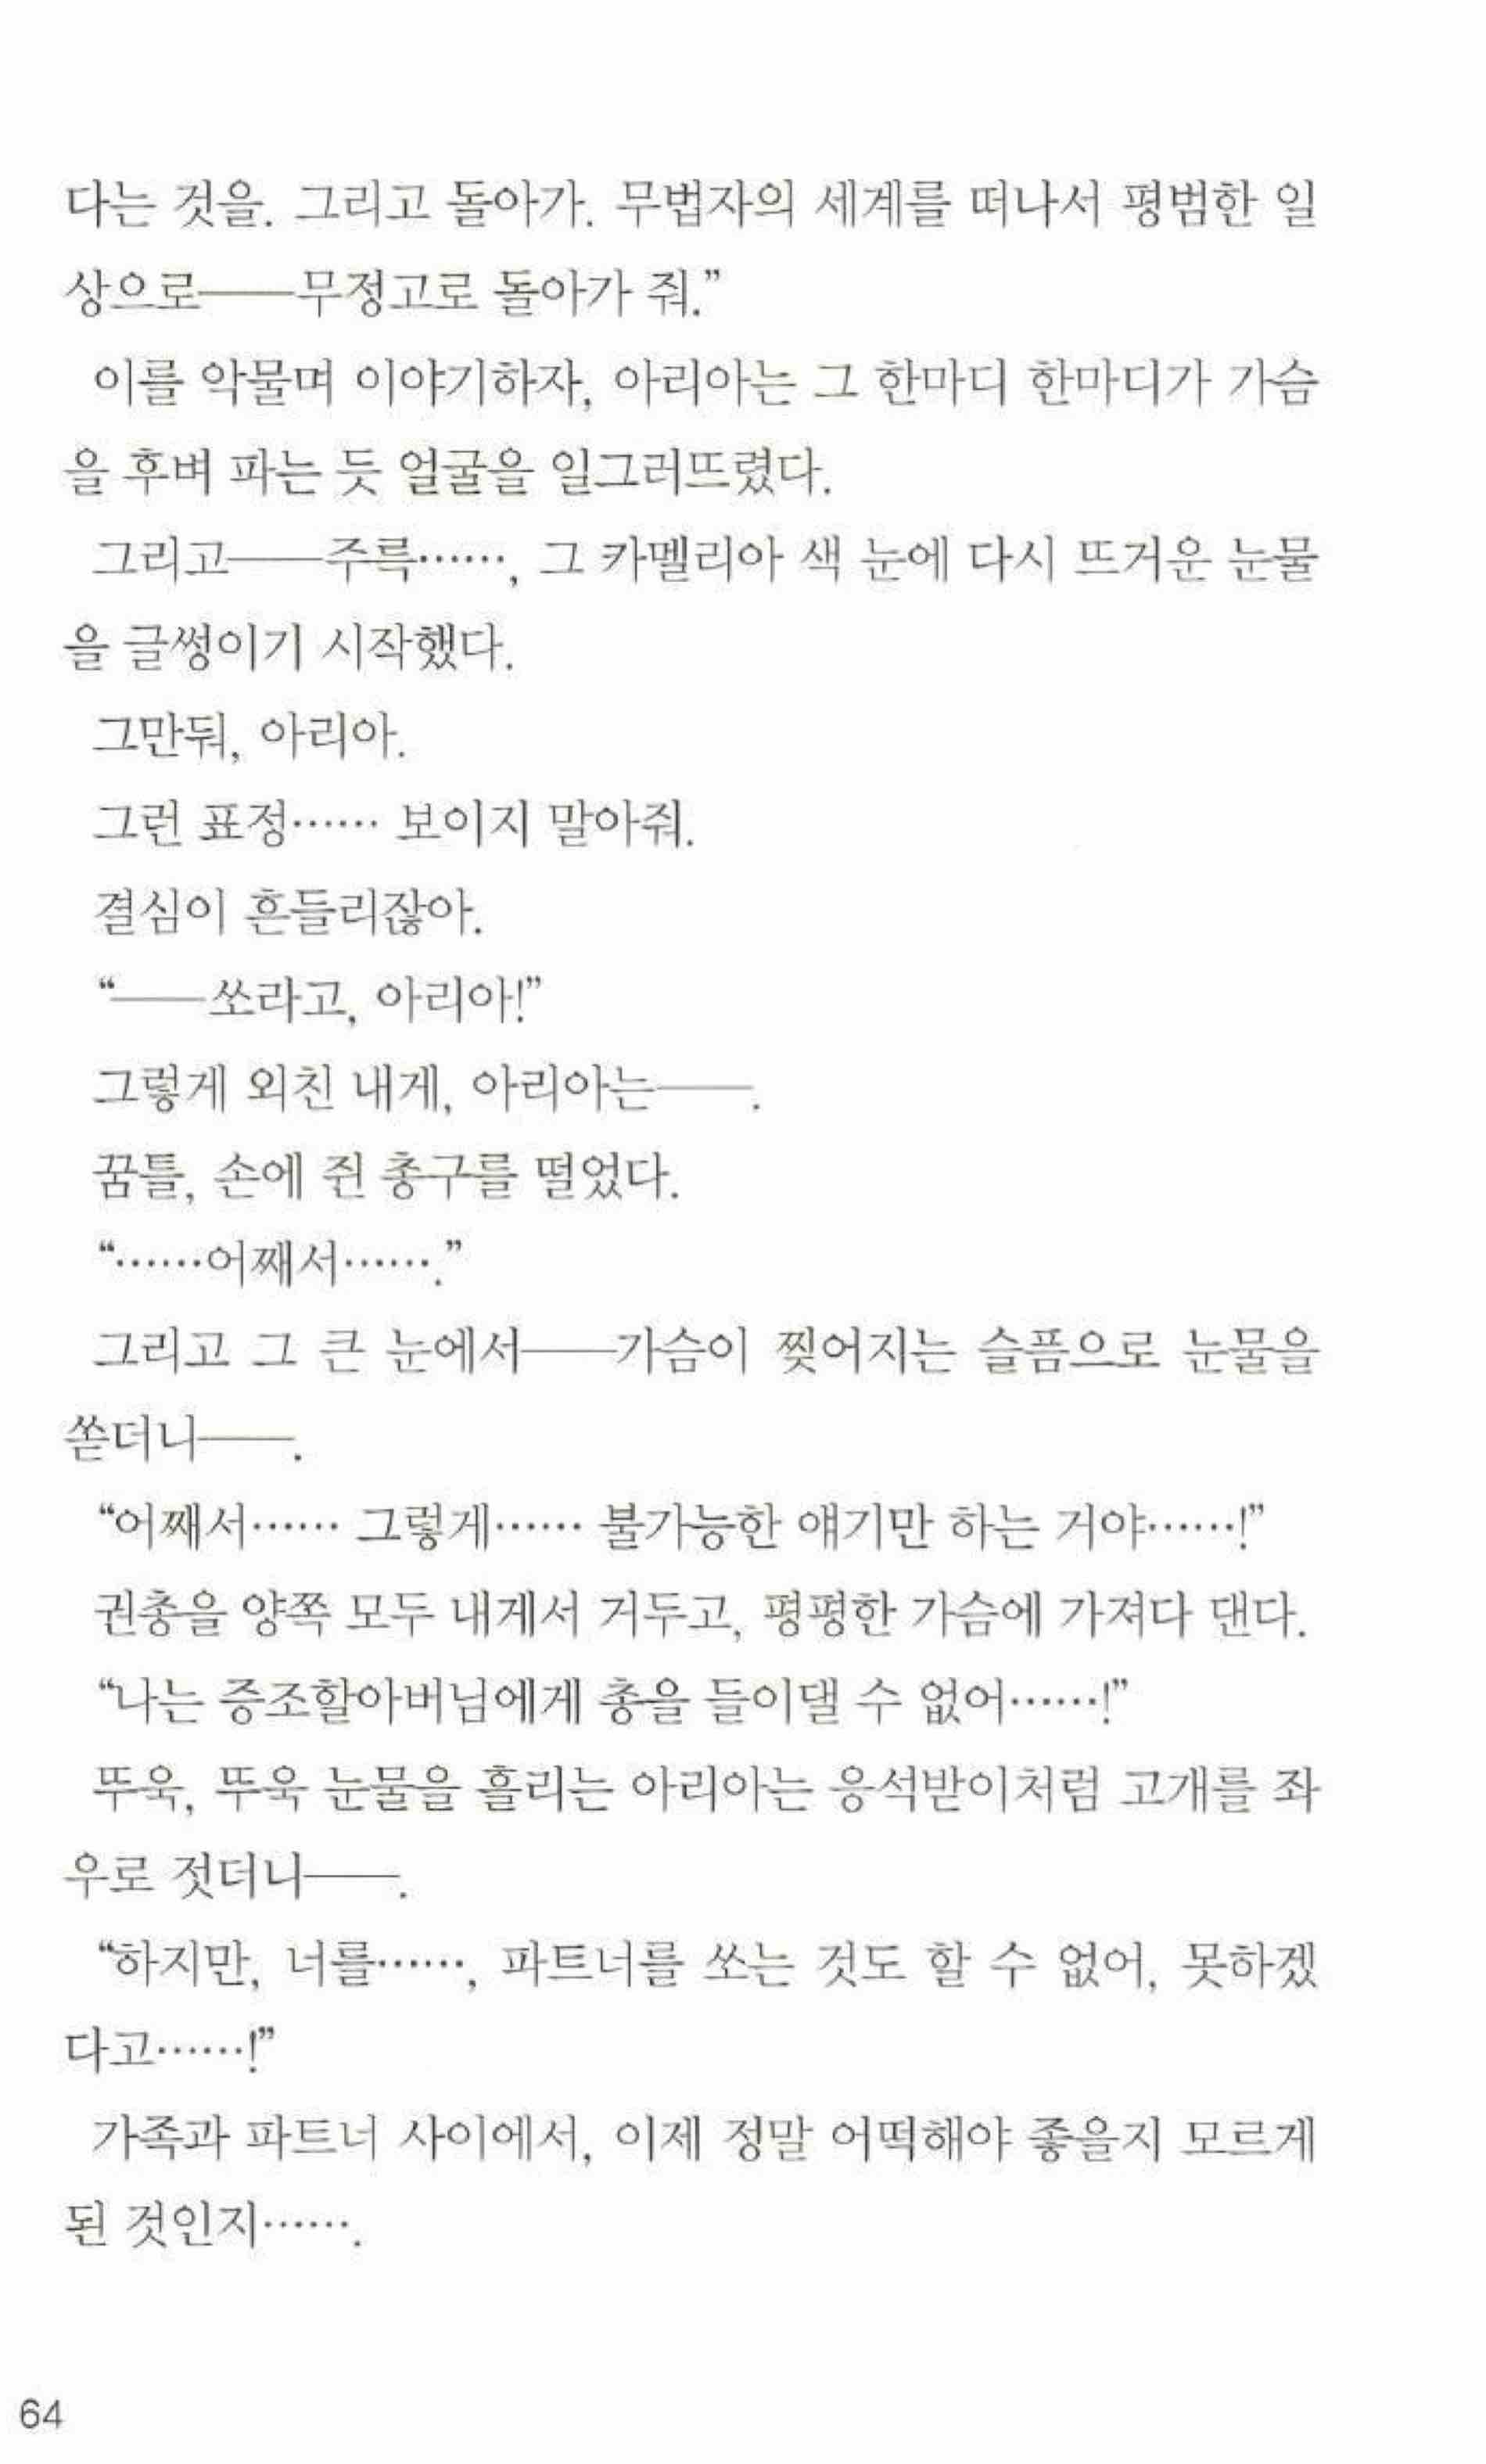 다는 것을. 그리고 돌아가. 무법자의 세계를 떠나서 평범한 일
상으로――무정고로 돌아가 줘.”
이를 악물며 이야기하자, 아리아는 그 한마디 한마디가 가슴
을 후벼 파는 듯 얼굴을 일그러뜨렸다.
그리고――주륵……, 그 카멜리아 색 눈에 다시 뜨거운 눈물
을 글썽이기 시작했다.
그만둬, 아리아.
그런 표정…… 보이지 말아줘.
결심이 흔들리잖아.
“――쏘라고, 아리아!”
그렇게 외친 내게, 아리아는――.
꿈틀, 손에 쥔 총구를 떨었다.
“……어째서…….”
그리고 그 큰 눈에서――가슴이 찢어지는 슬픔으로 눈물을
쏟더니――.
“어째서…… 그렇게…… 불가능한 얘기만 하는 거야……!”
권총을 양쪽 모두 내게서 거두고, 평평한 가슴에 가져다 댄다.
“나는 증조할아버님에게 총을 들이댈 수 없어……!”
뚜욱, 뚜욱 눈물을 흘리는 아리아는 응석받이처럼 고개를 좌
우로 젓더니――.
“하지만, 너를……, 파트너를 쏘는 것도 할 수 없어, 못하겠
다고……!”
가족과 파트너 사이에서, 이제 정말 어떡해야 좋을지 모르게
된 것인지…….
64